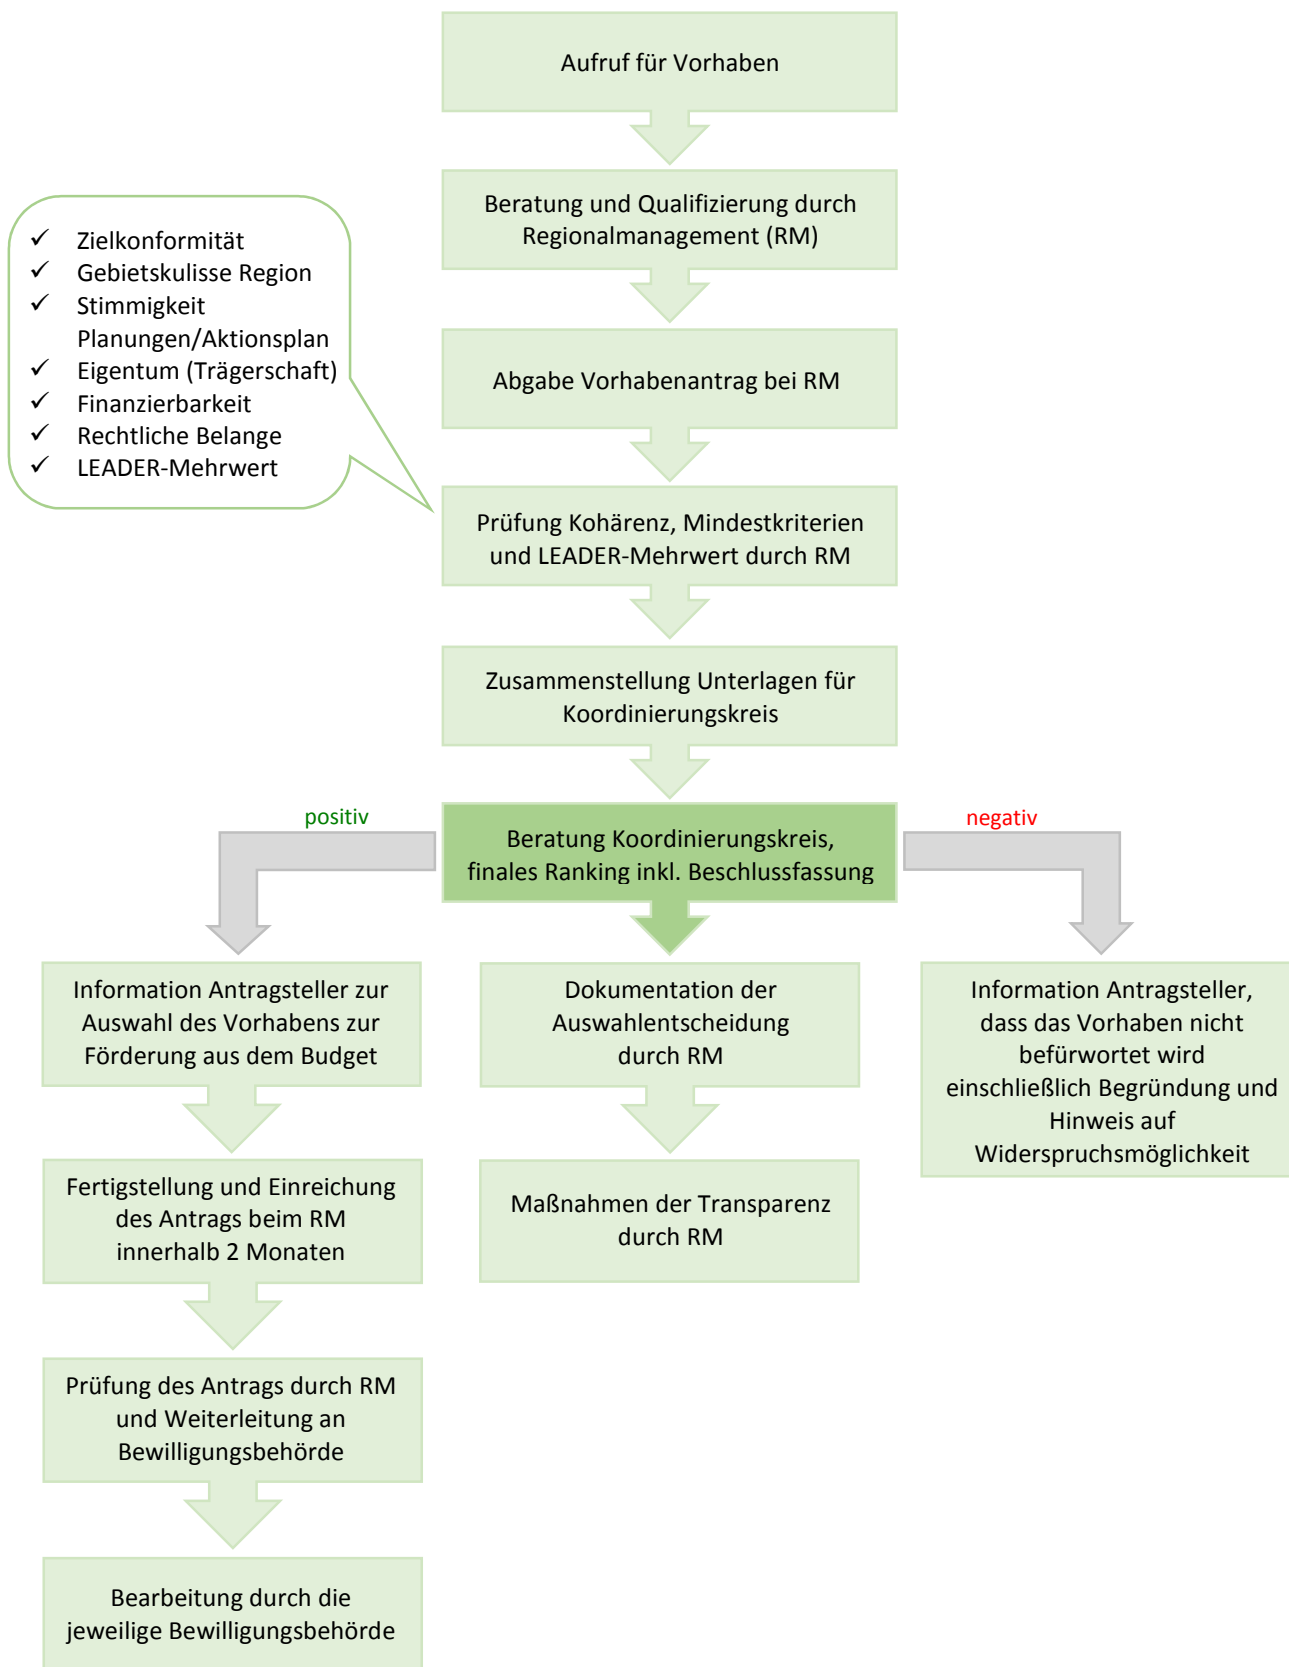 Aufruf für Vorhaben
Beratung und Qualifizierung durch
Regionalmanagement (RM)
✓ Zielkonformität
✓ Gebietskulisse Region
✓ Stimmigkeit
Planungen/Aktionsplan
✓ Eigentum (Trägerschaft)
✓ Finanzierbarkeit
✓ Rechtliche Belange
✓ LEADER-Mehrwert
Abgabe Vorhabenantrag bei RM
Prüfung Kohärenz, Mindestkriterien
und LEADER-Mehrwert durch RM
Zusammenstellung Unterlagen für
Koordinierungskreis
positiv
Beratung Koordinierungskreis,
finales Ranking inkl. Beschlussfassung
negativ
Information Antragsteller zur
Auswahl des Vorhabens zur
Förderung aus dem Budget
Dokumentation der
Auswahlentscheidung
durch RM
Information Antragsteller,
dass das Vorhaben nicht
befürwortet wird
einschließlich Begründung und
Hinweis auf
Widerspruchsmöglichkeit
Fertigstellung und Einreichung
des Antrags beim RM
innerhalb 2 Monaten
Maßnahmen der Transparenz
durch RM
Prüfung des Antrags durch RM
und Weiterleitung an
Bewilligungsbehörde
Bearbeitung durch die
jeweilige Bewilligungsbehörde